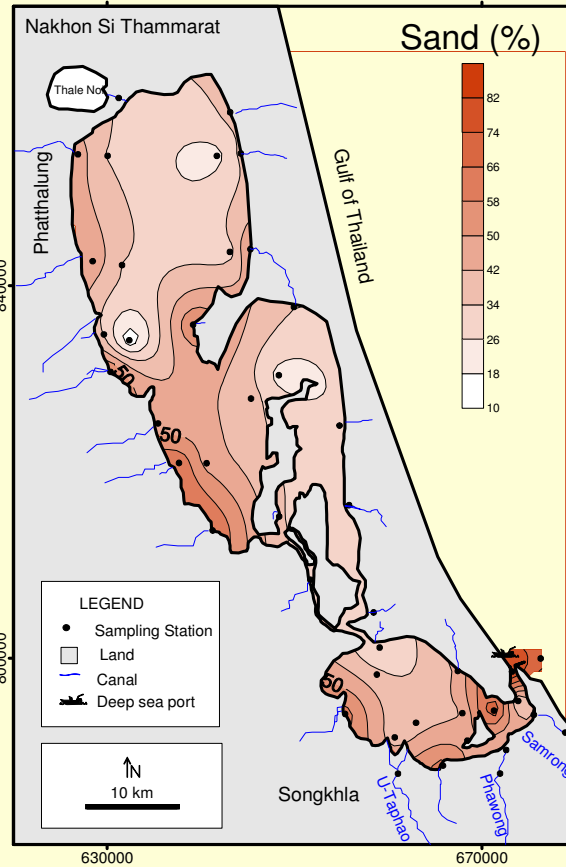 Nakhon Si Thammarat
Sand (%)
Thale No
82
74
66
58
50
42
34
26
18
10
Phatthalung
Gulf of Thailand
840000
50
50
LEGEND
Sampling Station
Land
Canal
Deep sea port
800000
50
N
10 km
Songkhla
U-Taphao
Phawong
Samrong
630000
670000